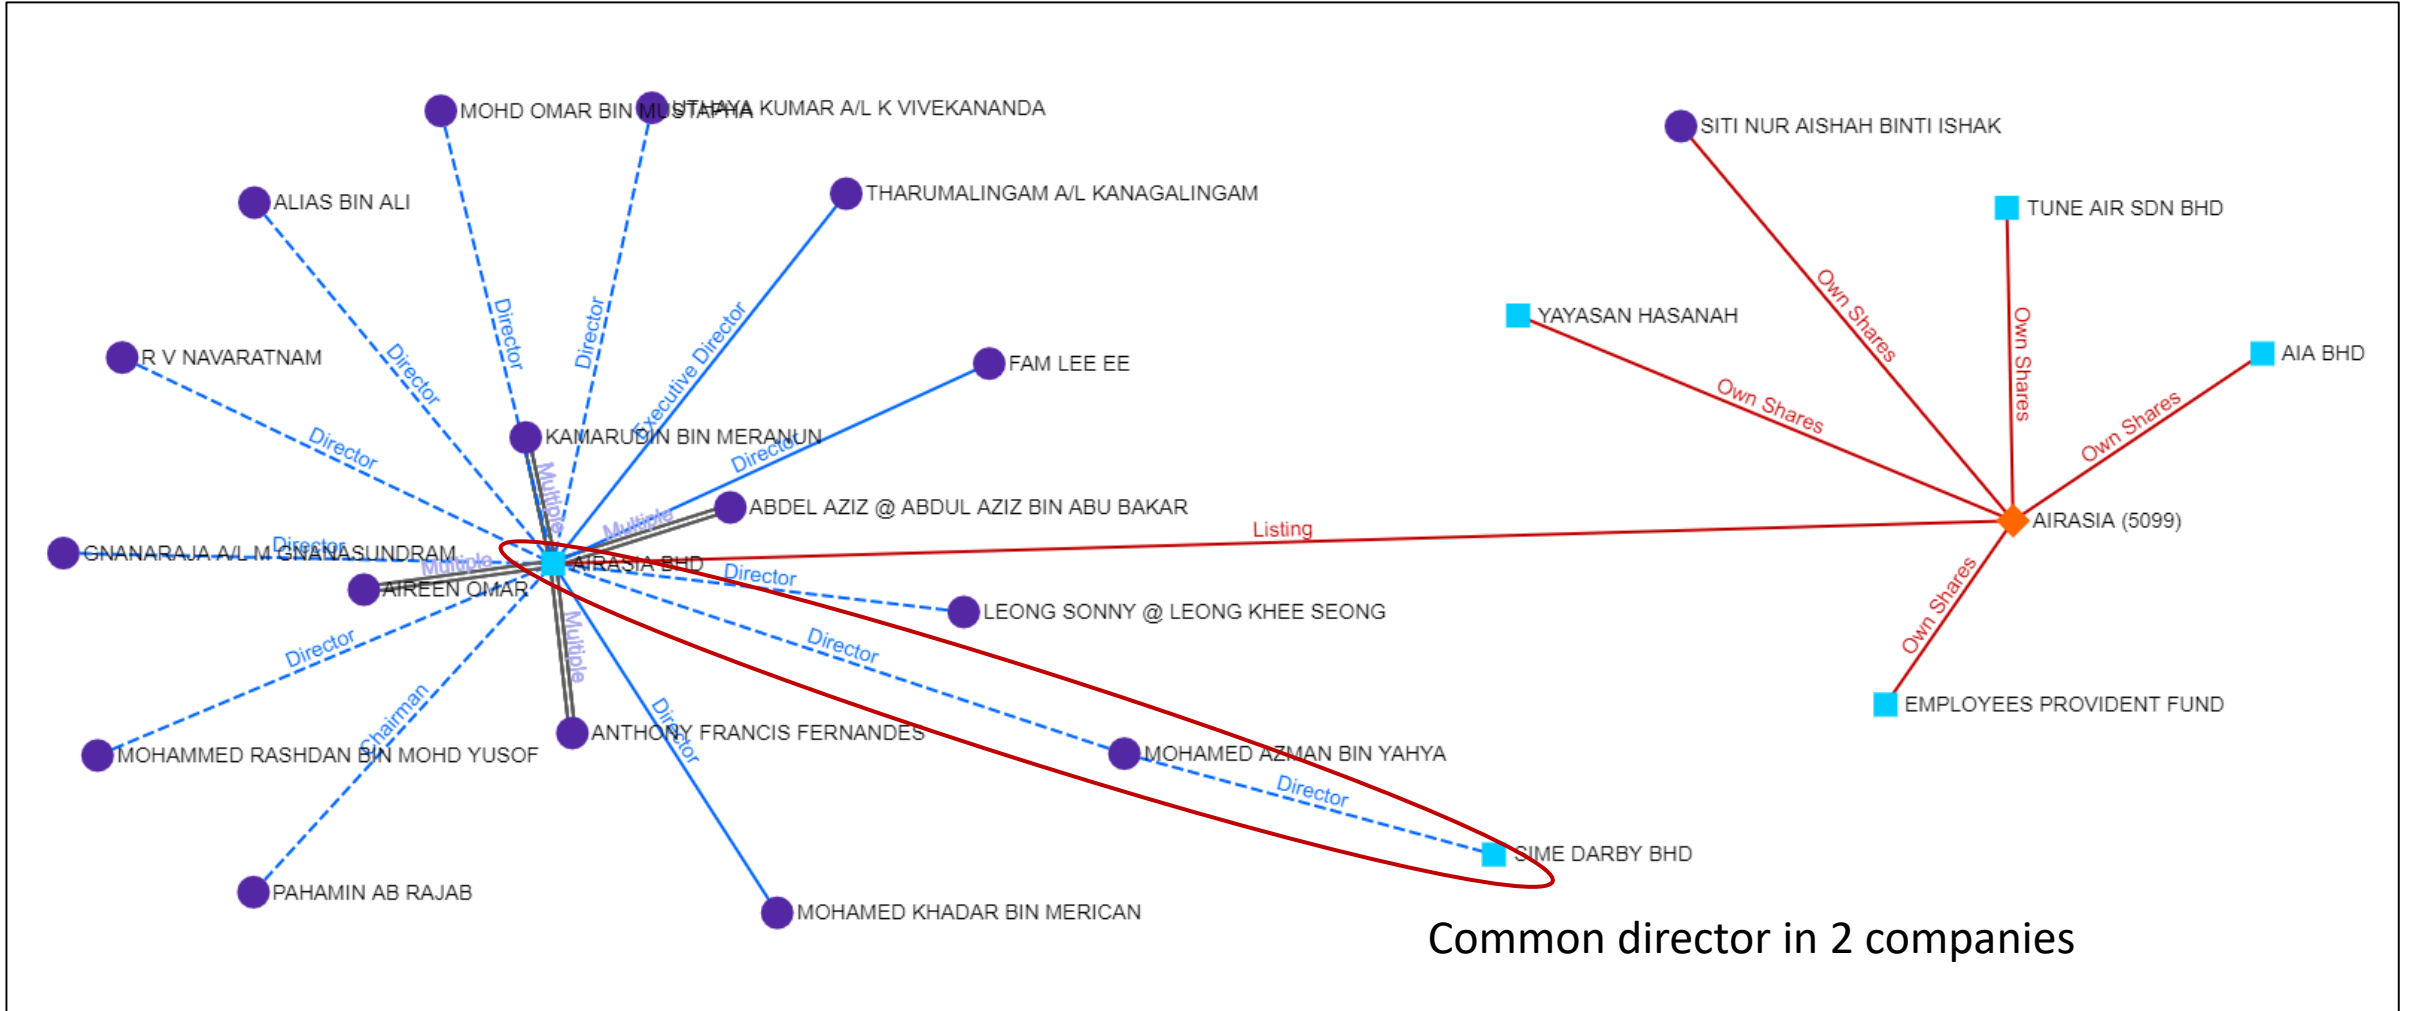 MOHD OMAR BIN MUSTAPHA
UTHAYA KUMAR A/L K VIVEKANANDA
SITI NUR AISHAH BINTI ISHAK
ALIAS BIN ALI
THARUMALINGAM A/L KANAGALINGAM
TUNE AIR SDN BHD
Own Shares
YAYASAN HASANAH
Director
Director
Executive Director
Own Shares
R V NAVARATNAM
Director
FAM LEE EE
AIA BHD
Own Shares
Own Shares
Director
KAMARUDIN BIN MERANUN
Director
Multiple
ABDEL AZIZ @ ABDUL AZIZ BIN ABU BAKAR
Multiple
Listing
AIRASIA (5099)
GNANARAJA A/L M GNANASUNDRAM
Director
Multiple
AIRASIA BHD
Director
AIREEN OMAR
LEONG SONNY @ LEONG KHEE SEONG
Own Shares
Director
Multiple
Director
EMPLOYEES PROVIDENT FUND
Chairman
ANTHONY FRANCIS FERNANDES
Director
MOHAMMED RASHDAN BIN MOHD YUSOF
MOHAMED AZMAN BIN YAHYA
Director
SIME DARBY BHD
PAHAMIN AB RAJAB
MOHAMED KHADAR BIN MERICAN
Common director in 2 companies